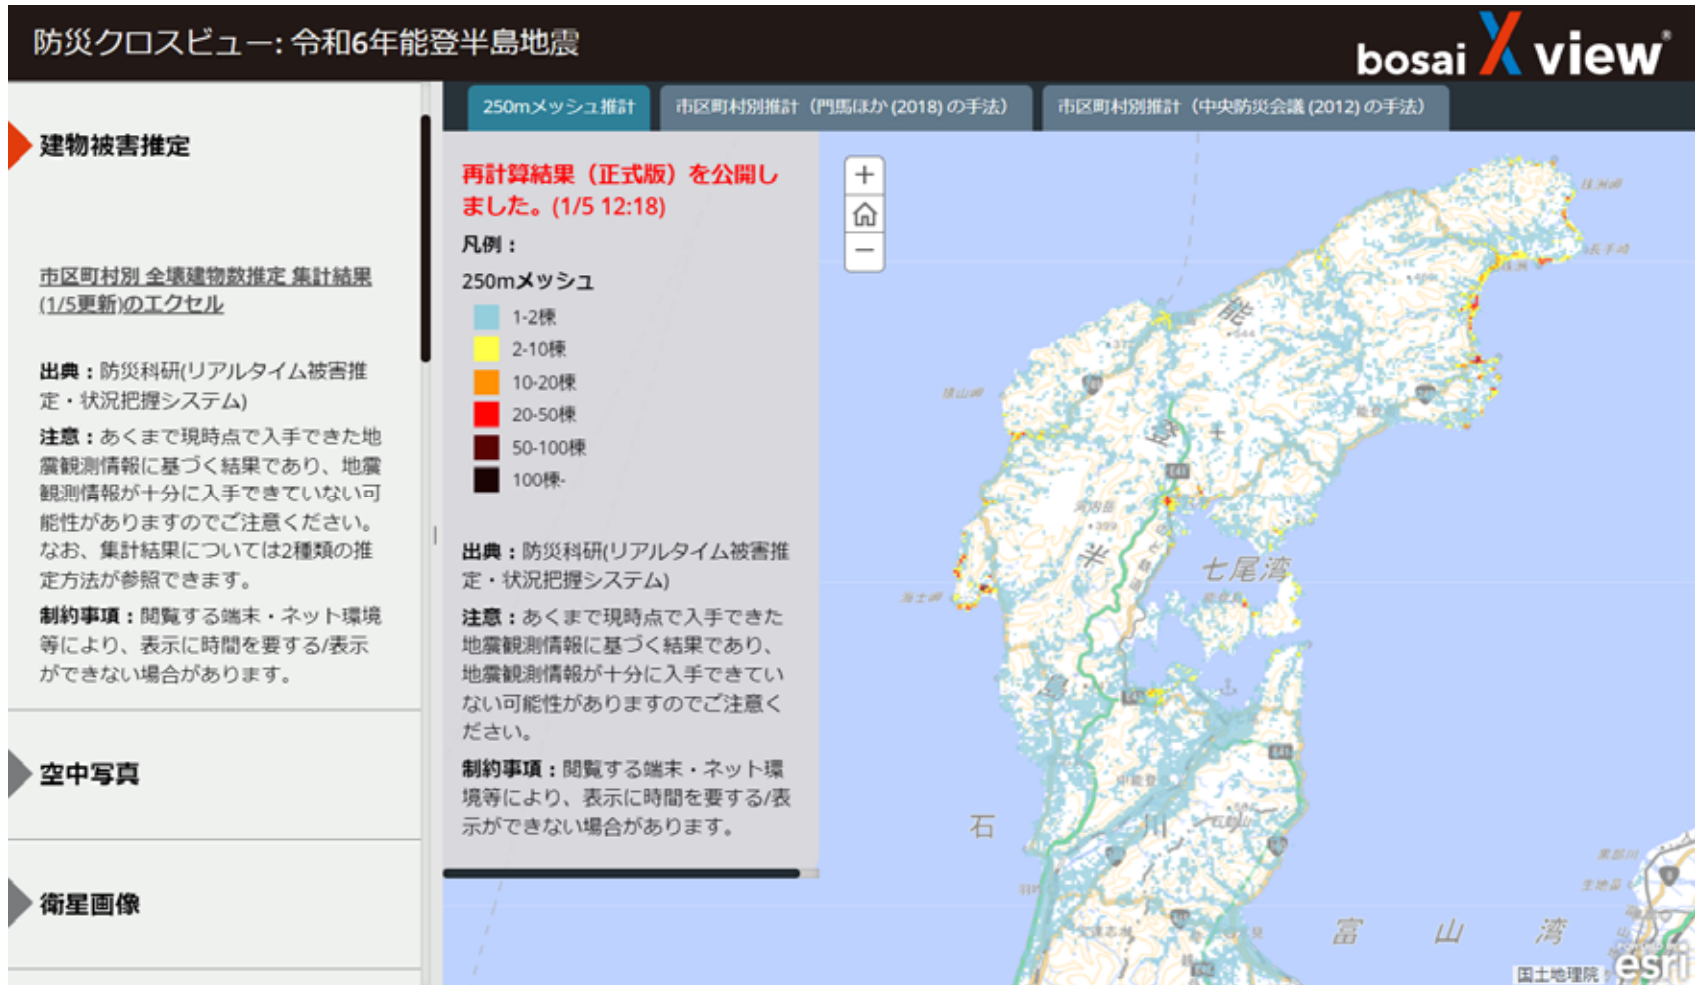 防災クロスビュー: 令和6年能登半島地震
bosai X view
建物被害推定
市区町村別 全壊建物数推定 集計結果
(1/5更新)のエクセル
出典：防災科研(リアルタイム被害推
定・状況把握システム)
注意：あくまで現時点で入手できた地
震観測情報に基づく結果であり、地震
観測情報が十分に入手できていない可
能性がありますのでご注意ください。
なお、集計結果については2種類の推
定方法が参照できます。
制約事項：閲覧する端末・ネット環境
等により、表示に時間を要する/表示
ができない場合があります。
空中写真
衛星画像
250mメッシュ推計
市区町村別推計（門馬ほか (2018) の手法）
市区町村別推計（中央防災会議 (2012) の手法）
再計算結果（正式版）を公開し
ました。(1/5 12:18)
凡例：
250mメッシュ
1-2棟
2-10棟
10-20棟
20-50棟
50-100棟
100棟-
出典：防災科研(リアルタイム被害推
定・状況把握システム)
注意：あくまで現時点で入手できた
地震観測情報に基づく結果であり、
地震観測情報が十分に入手できてい
ない可能性がありますのでご注意く
ださい。
制約事項：閲覧する端末・ネット環
境等により、表示に時間を要する/表
示ができない場合があります。
+
−
長手崎
能
登
半
島
七尾湾
海士岬
中能登
石
川
富山湾
国土地理院
esri